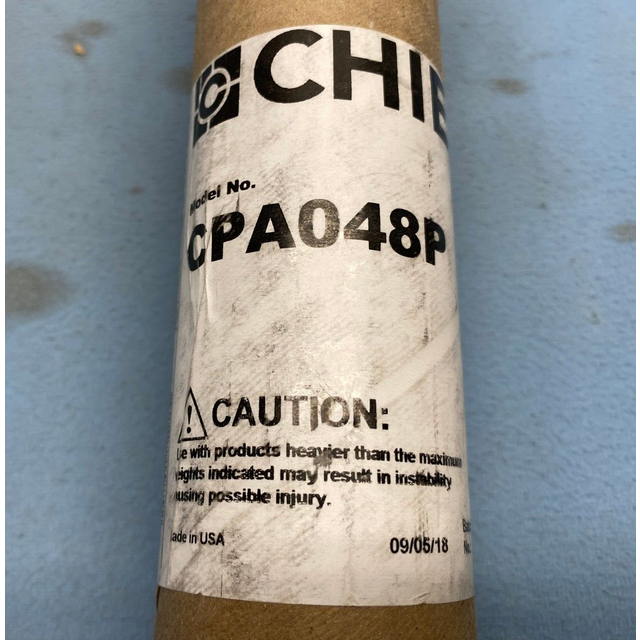 CHIE
Model No.
CPA048P
CAUTION:
with products heavier than the maximum
indicated may result in instability
possible injury.
in USA
09/05/18
No.